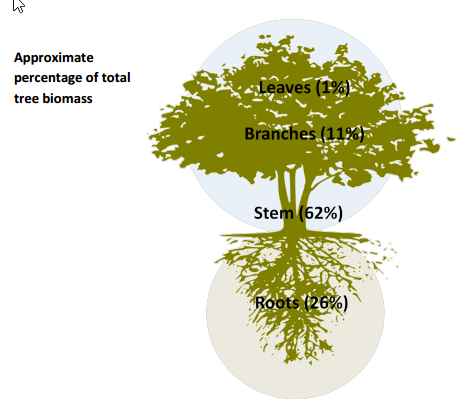 Approximate
percentage of total
tree biomass
Leaves (1%)
Branches (11%)
Stem (62%)
Roots (26%)